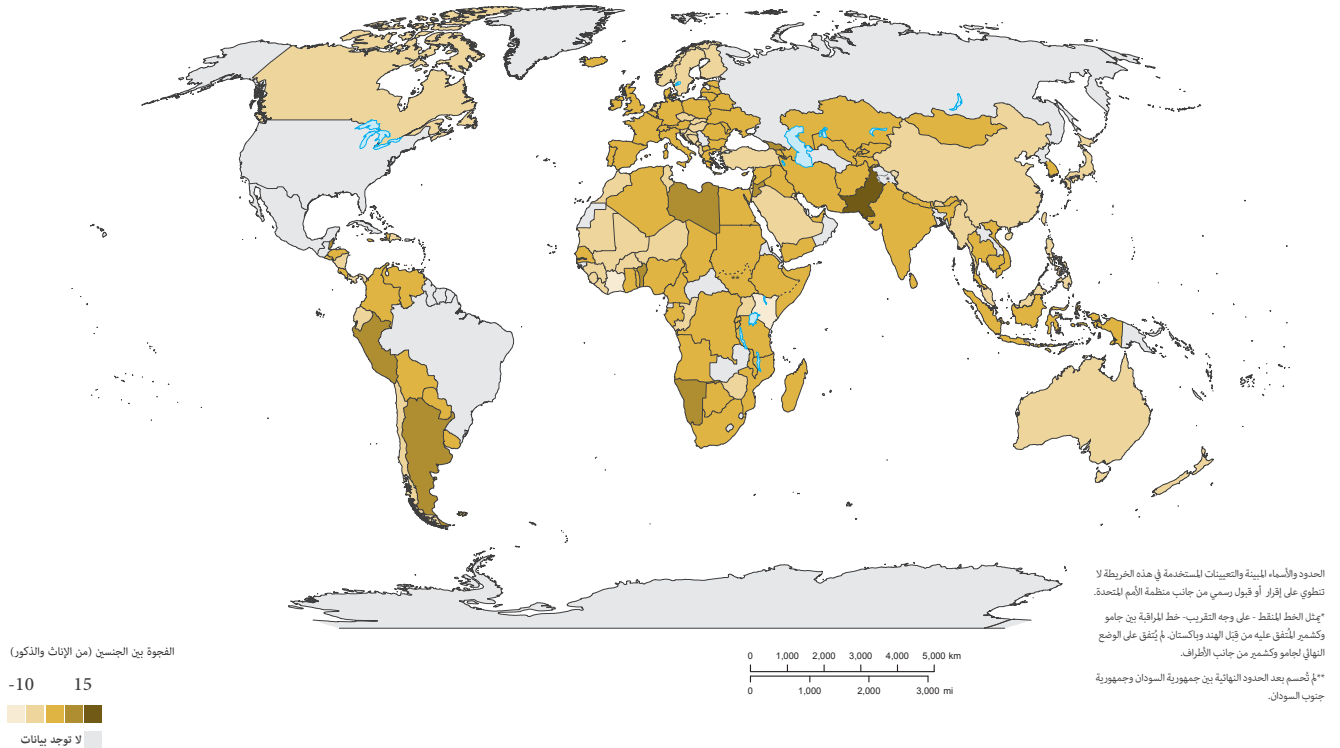 الحدود والأسماء المبينة والتعيينات المستخدمة في هذه الخريطة لا
تنطوي على إقرار أو قبول رسمي من جانب منظمة الأمم المتحدة.
*يمثل الخط المنقط - على وجه التقريب- خط المراقبة بين جامو
وكشمير المُتفق عليه من قِبَل الهند وباكستان. لم يُتفق على الوضع
النهائي لجامو وكشمير من جانب الأطراف.
**لم تُحسم بعد الحدود النهائية بين جمهورية السودان وجمهورية
جنوب السودان.
الفجوة بين الجنسين (من الإناث والذكور)
-10 15
لا توجد بيانات
0 1,000 2,000 3,000 4,000 5,000 km
0 1,000 2,000 3,000 mi